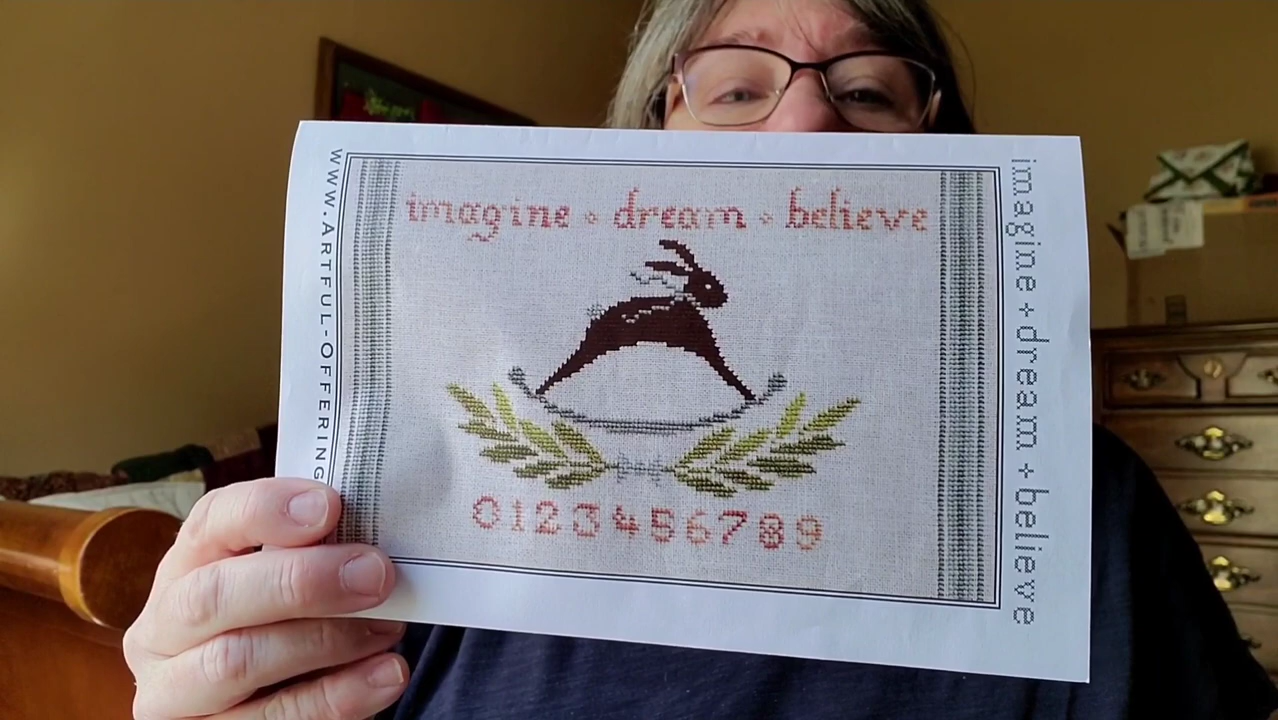 imagine ⋄ dream ⋄ believe
0123456789
www.ARTFUL-OFFERING
imagine + dream + believe